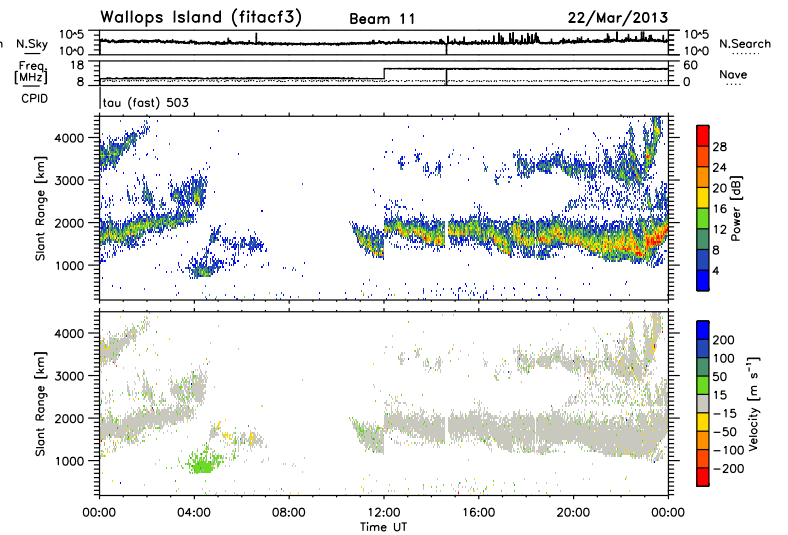 Wallops Island (fitacf3) Beam 11 22/Mar/2013
n N.Sky 10^5 10^0 10^5 10^0 N.Search
Freq. [MHz] 18 8 60 0 Nave
CPID tau (fast) 503
Slant Range [km] 4000 3000 2000 1000
Power [dB] 28 24 20 16 12 8 4
Slant Range [km] 4000 3000 2000 1000
Velocity [m s⁻¹] 200 100 50 15 -15 -50 -100 -200
00:00 04:00 08:00 12:00 16:00 20:00 00:00
Time UT